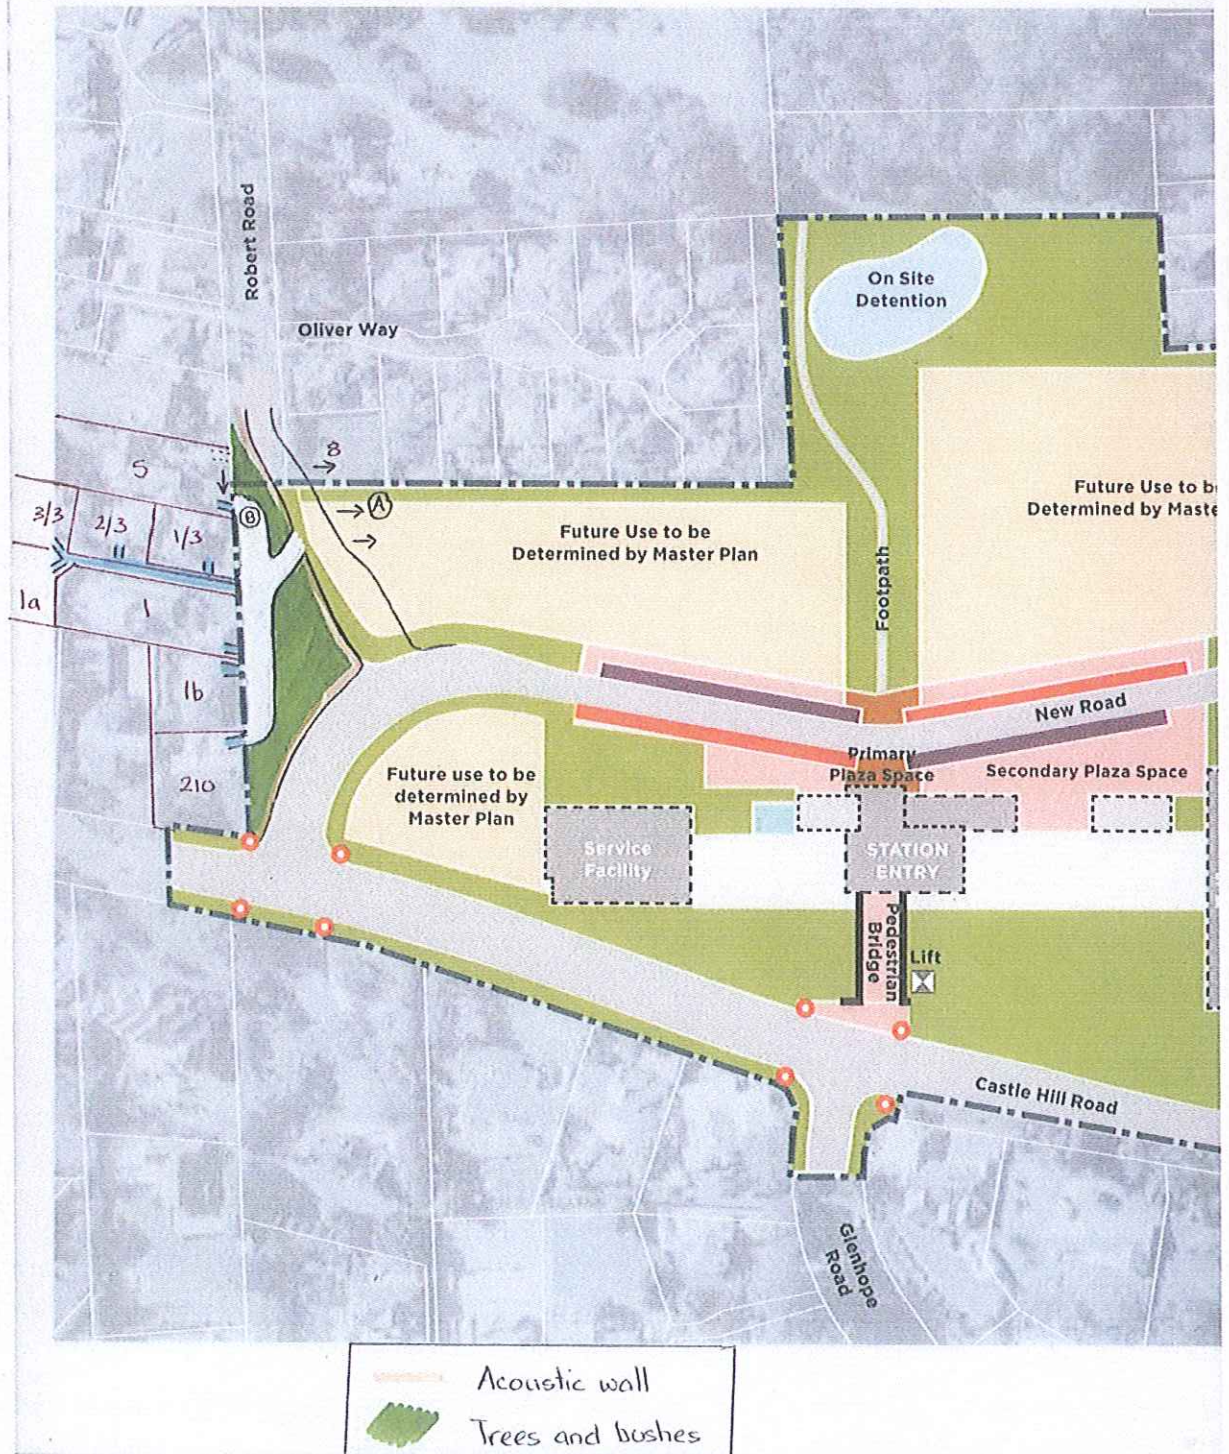 Robert Road
Oliver Way
On Site
Detention
8
5
A
3/3
2/3
1/3
B
Future Use to be
Determined by Master Plan
Future Use to b
Determined by Maste
Footpath
1a
1
1b
New Road
Primary
Plaza Space
Secondary Plaza Space
210
Future use to be
determined by
Master Plan
Service
Facility
STATION
ENTRY
Pedestrian
Bridge
Lift
Castle Hill Road
Glenhope
Road
Acoustic wall
Trees and bushes